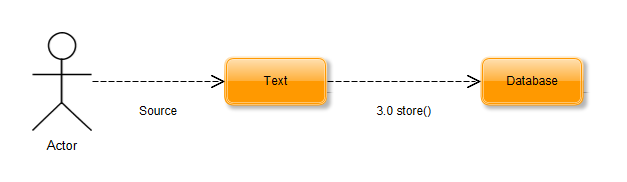 Text
Database
Source
3.0 store()
Actor